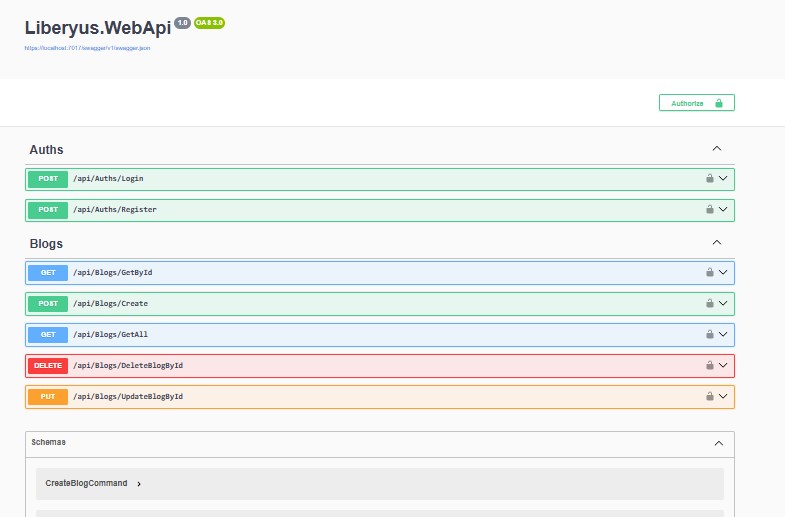 Liberyus.WebApi 1.0 OAS 3.0
https://localhost:7017/swagger/v1/swagger.json
Authorize
Auths
POST /api/Auths/Login
POST /api/Auths/Register
Blogs
GET /api/Blogs/GetById
POST /api/Blogs/Create
GET /api/Blogs/GetAll
DELETE /api/Blogs/DeleteBlogById
PUT /api/Blogs/UpdateBlogById
Schemas
CreateBlogCommand